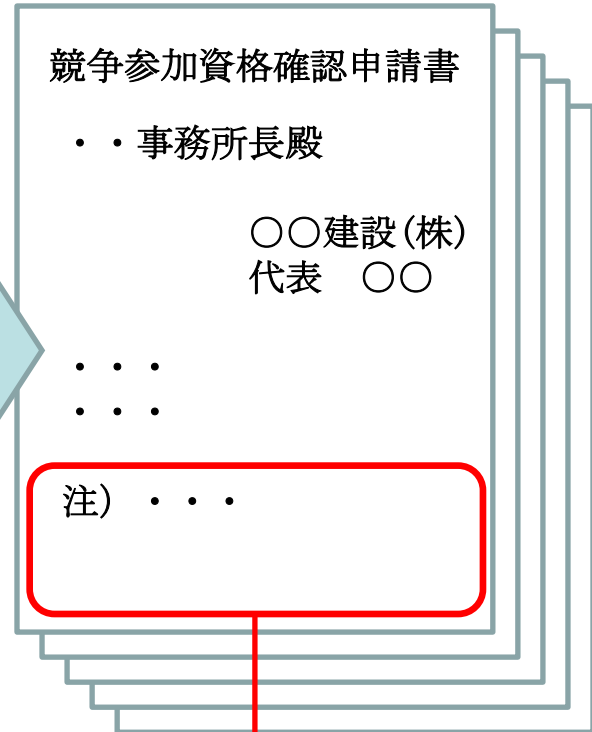 競争参加資格確認申請書
・・事務所長殿
○○建設(株)
代表　○○
・・・
・・・
注)・・・